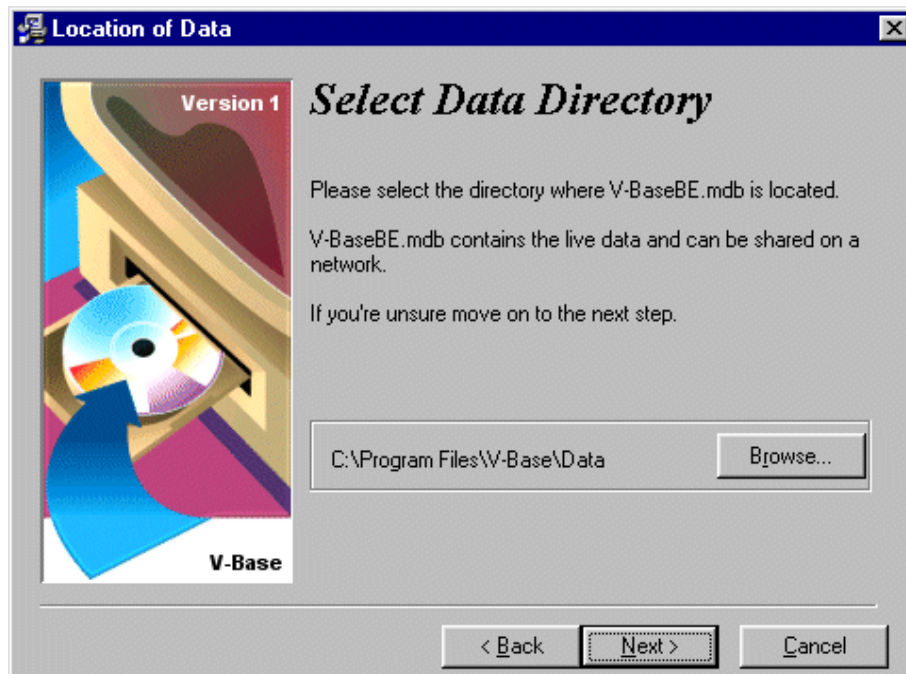 Location of Data
Version 1
Select Data Directory
Please select the directory where V-BaseBE.mdb is located.
V-BaseBE.mdb contains the live data and can be shared on a
network.
If you're unsure move on to the next step.
C:\Program Files\V-Base\Data
Browse...
V-Base
< Back
Next >
Cancel